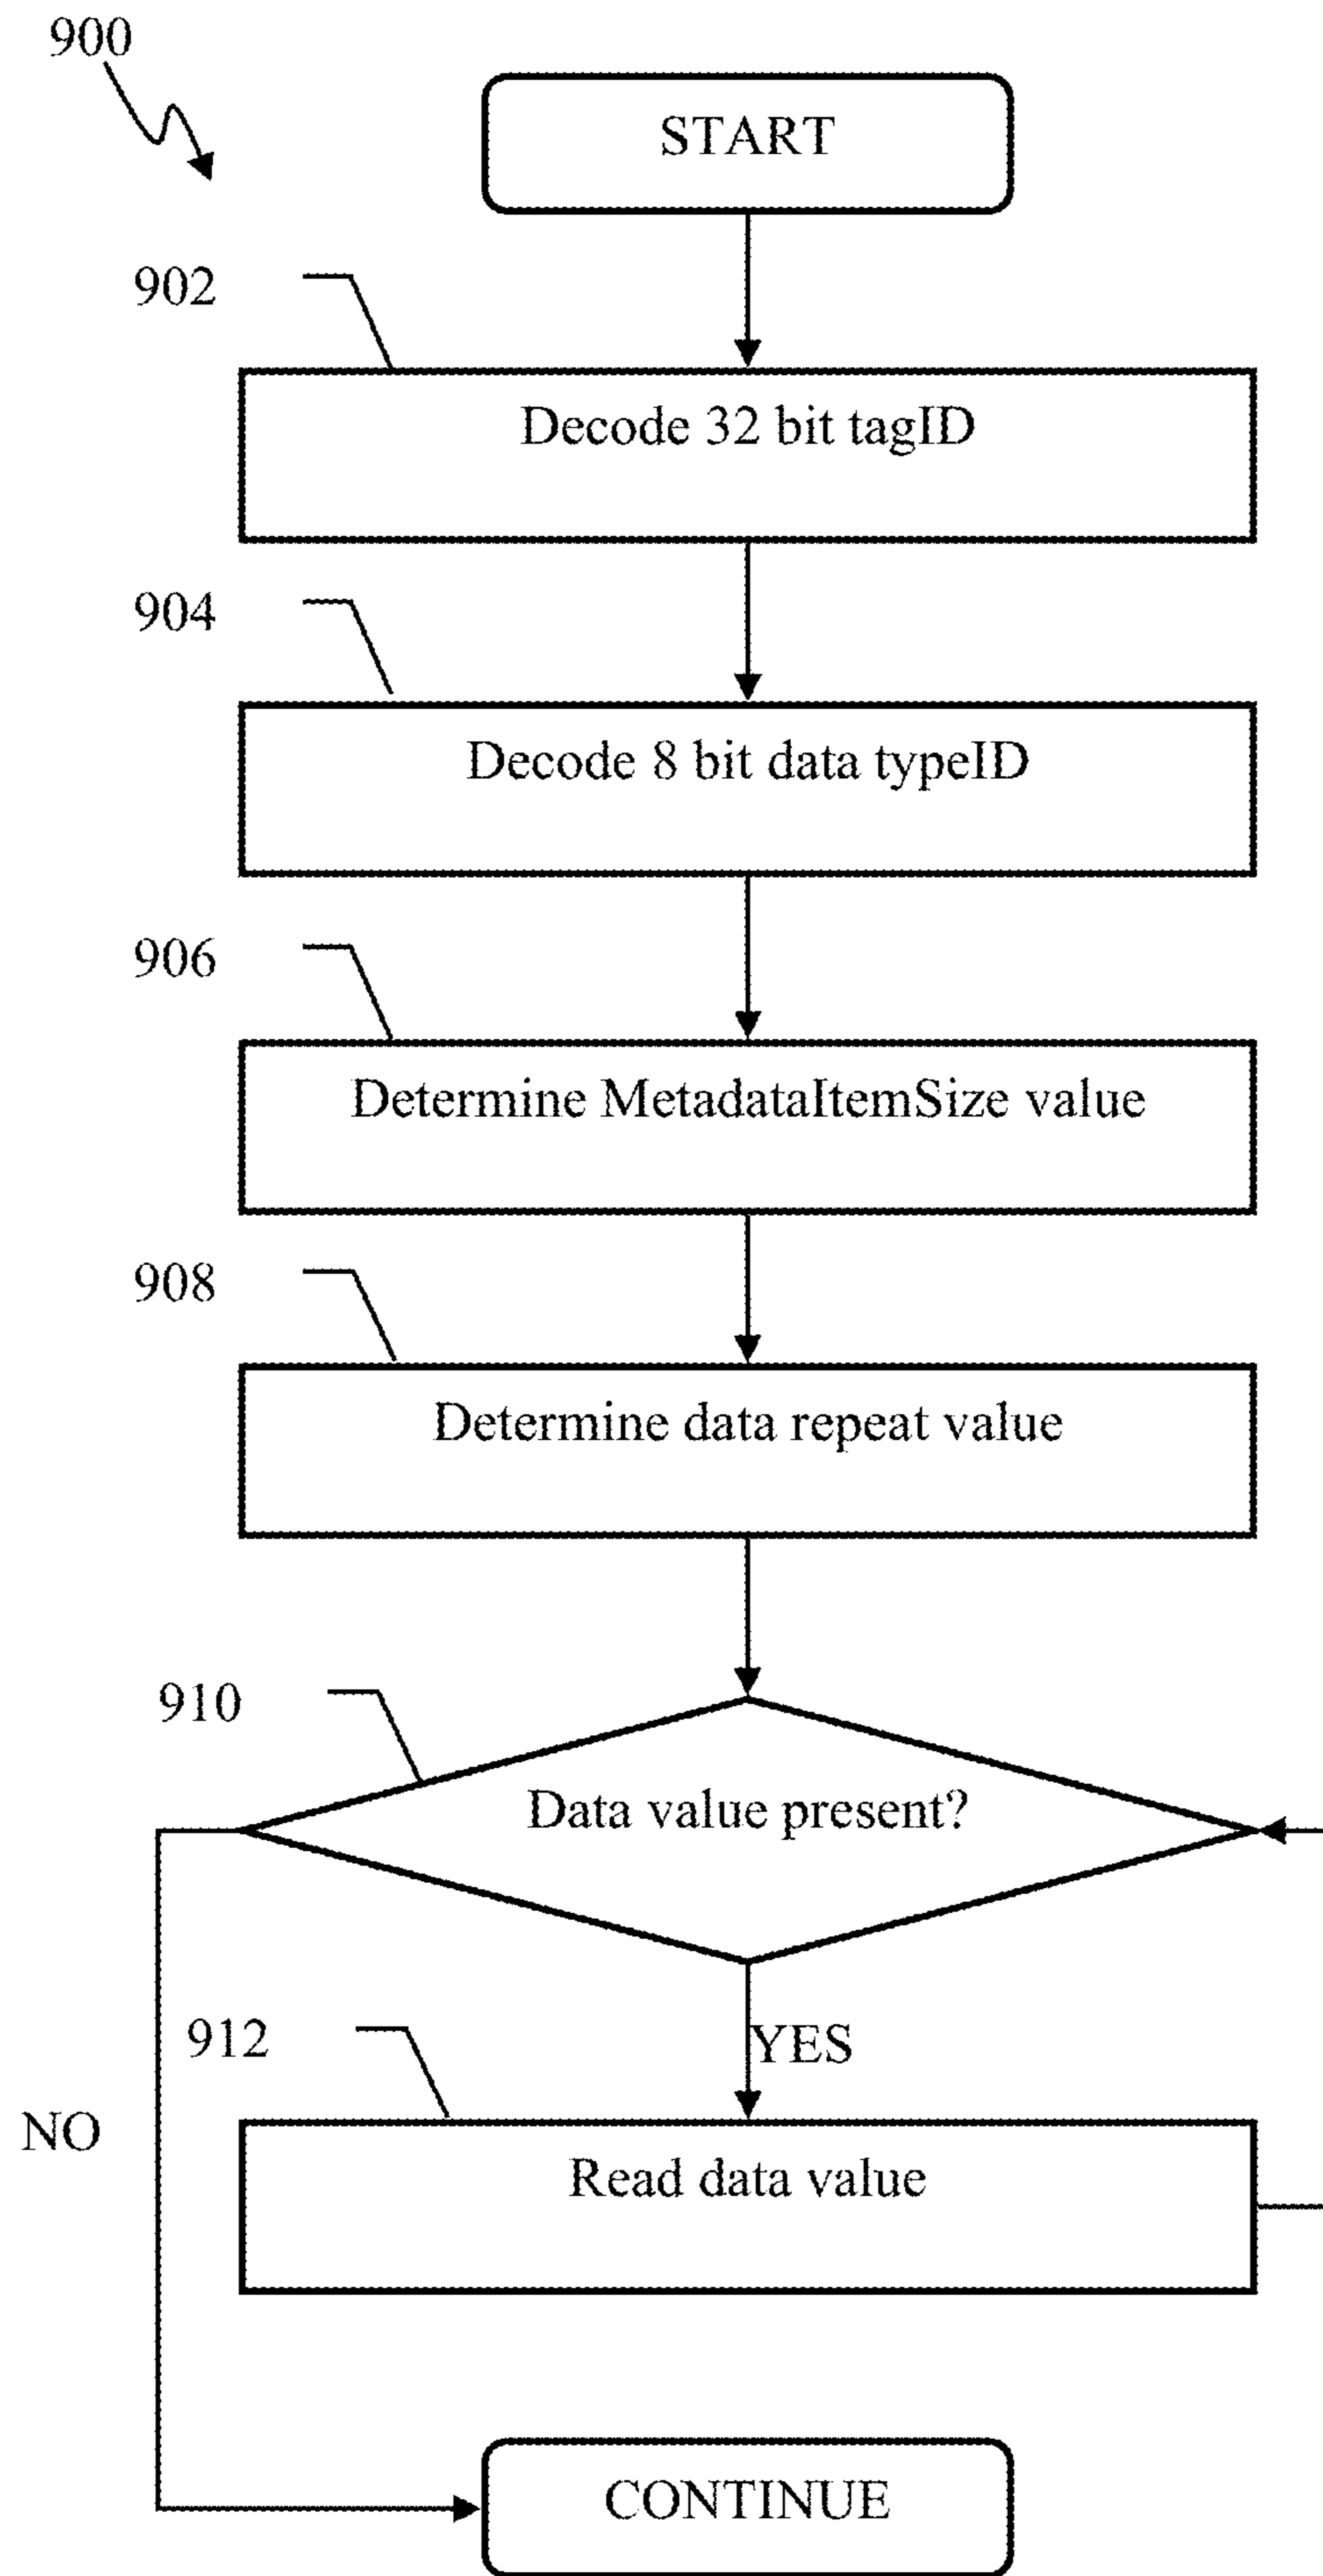 900
START
902
Decode 32 bit tagID
904
Decode 8 bit data typeID
906
Determine MetadataItemSize value
908
Determine data repeat value
910
Data value present?
912
YES
NO
Read data value
CONTINUE